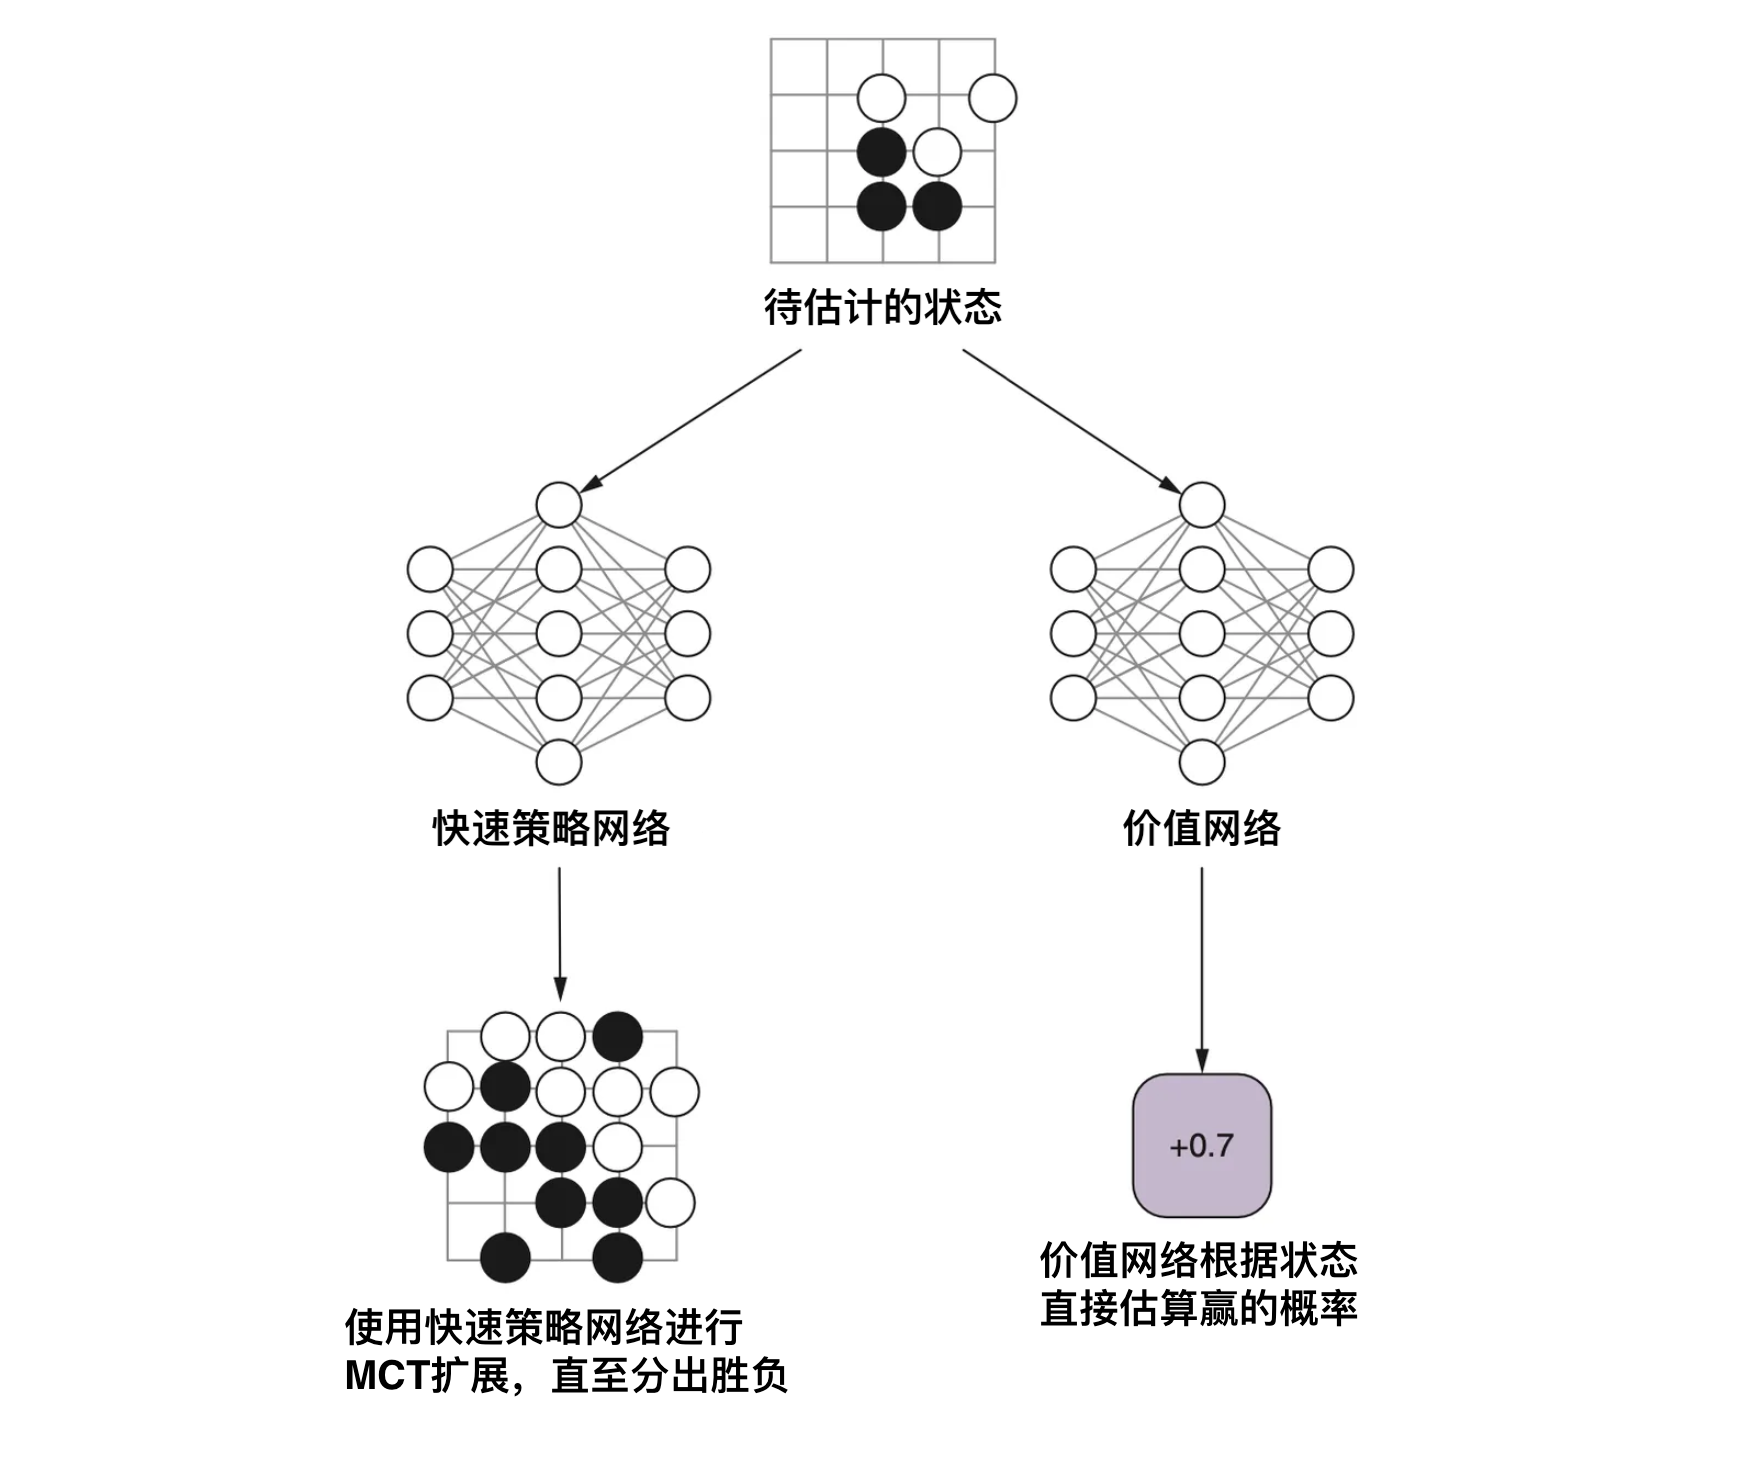 待估计的状态
快速策略网络
价值网络
+0.7
价值网络根据状态
直接估算赢的概率
使用快速策略网络进行
MCT扩展，直至分出胜负